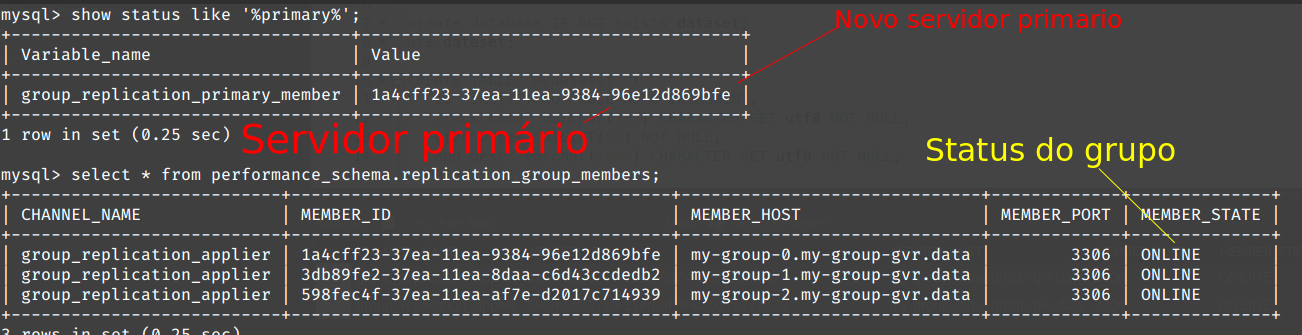 mysql> show status like '%primary%';
Novo servidor primario
+----------------------------------+--------------------------------------+
| Variable_name                    | Value                                |
+----------------------------------+--------------------------------------+
| group_replication_primary_member | 1a4cff23-37ea-11ea-9384-96e12d869bfe |
+----------------------------------+--------------------------------------+
1 row in set (0.25 sec)
Servidor primário
Status do grupo
mysql> select * from performance_schema.replication_group_members;
+---------------------------+--------------------------------------+-----------------------------+-------------+--------------+
| CHANNEL_NAME              | MEMBER_ID                            | MEMBER_HOST                 | MEMBER_PORT | MEMBER_STATE |
+---------------------------+--------------------------------------+-----------------------------+-------------+--------------+
| group_replication_applier | 1a4cff23-37ea-11ea-9384-96e12d869bfe | my-group-0.my-group-gvr.data |        3306 | ONLINE       |
| group_replication_applier | 3db89fe2-37ea-11ea-8daa-c6d43ccdedb2 | my-group-1.my-group-gvr.data |        3306 | ONLINE       |
| group_replication_applier | 598fec4f-37ea-11ea-af7e-d2017c714939 | my-group-2.my-group-gvr.data |        3306 | ONLINE       |
+---------------------------+--------------------------------------+-----------------------------+-------------+--------------+
3 rows in set (0.25 sec)